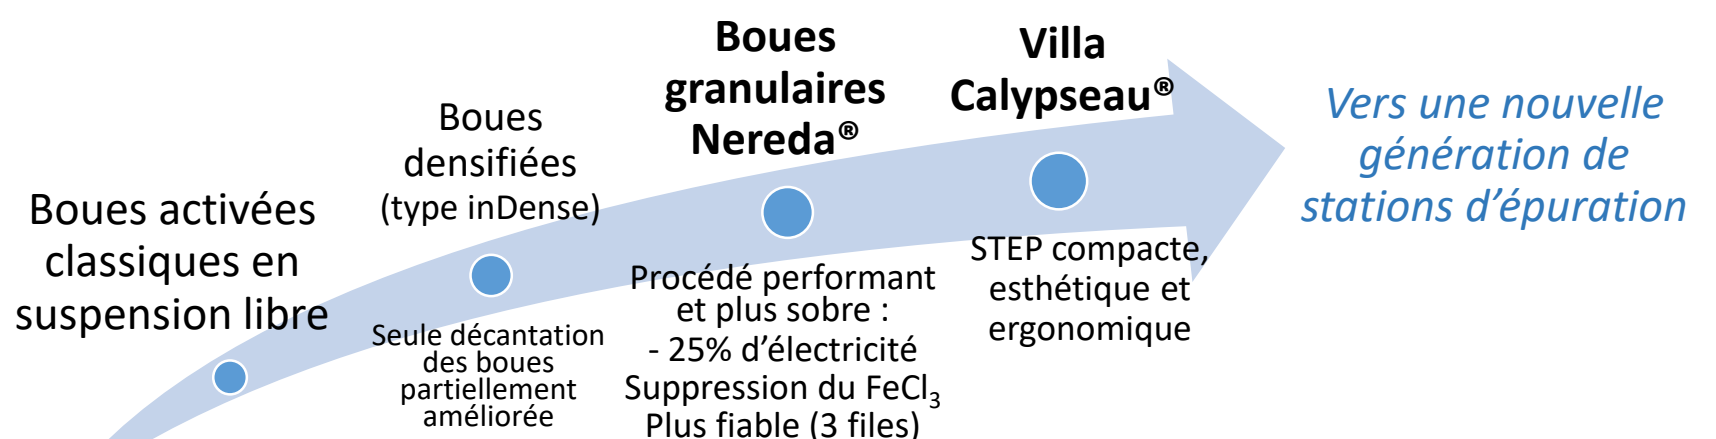 Boues activées
classiques en
suspension libre
Boues
densifiées
(type inDense)
Seule décantation
des boues
partiellement
améliorée
Boues
granulaires
Nereda®
Procédé performant
et plus sobre :
- 25% d’électricité
Suppression du FeCl₃
Plus fiable (3 files)
Villa
Calypseau®
STEP compacte,
esthétique et
ergonomique
Vers une nouvelle
génération de
stations d’épuration